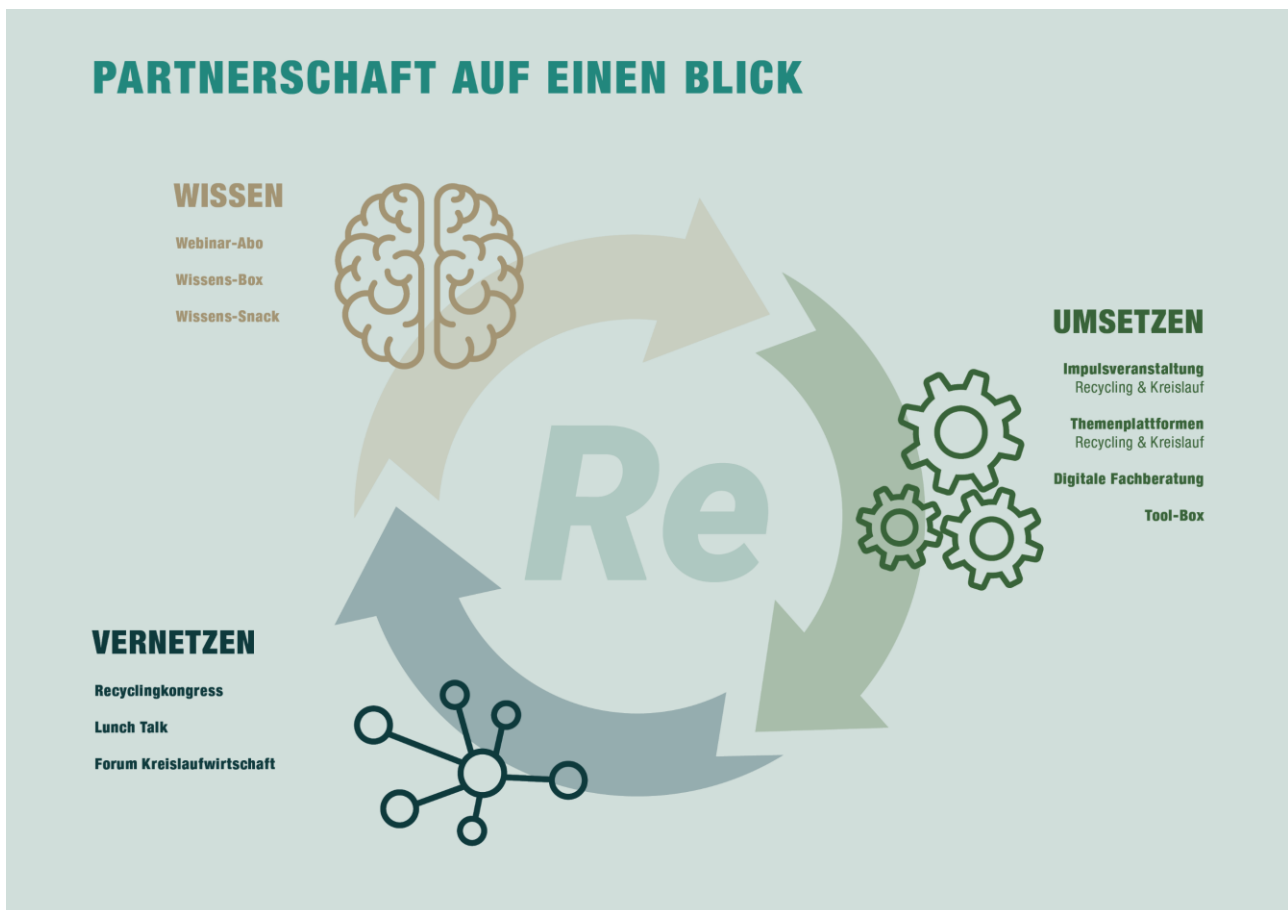 PARTNERSCHAFT AUF EINEN BLICK
WISSEN
Webinar-Abo
Wissens-Box
Wissens-Snack
UMSETZEN
Impulsveranstaltung
Recycling & Kreislauf
Themenplattformen
Recycling & Kreislauf
Digitale Fachberatung
Tool-Box
Re
VERNETZEN
Recyclingkongress
Lunch Talk
Forum Kreislaufwirtschaft